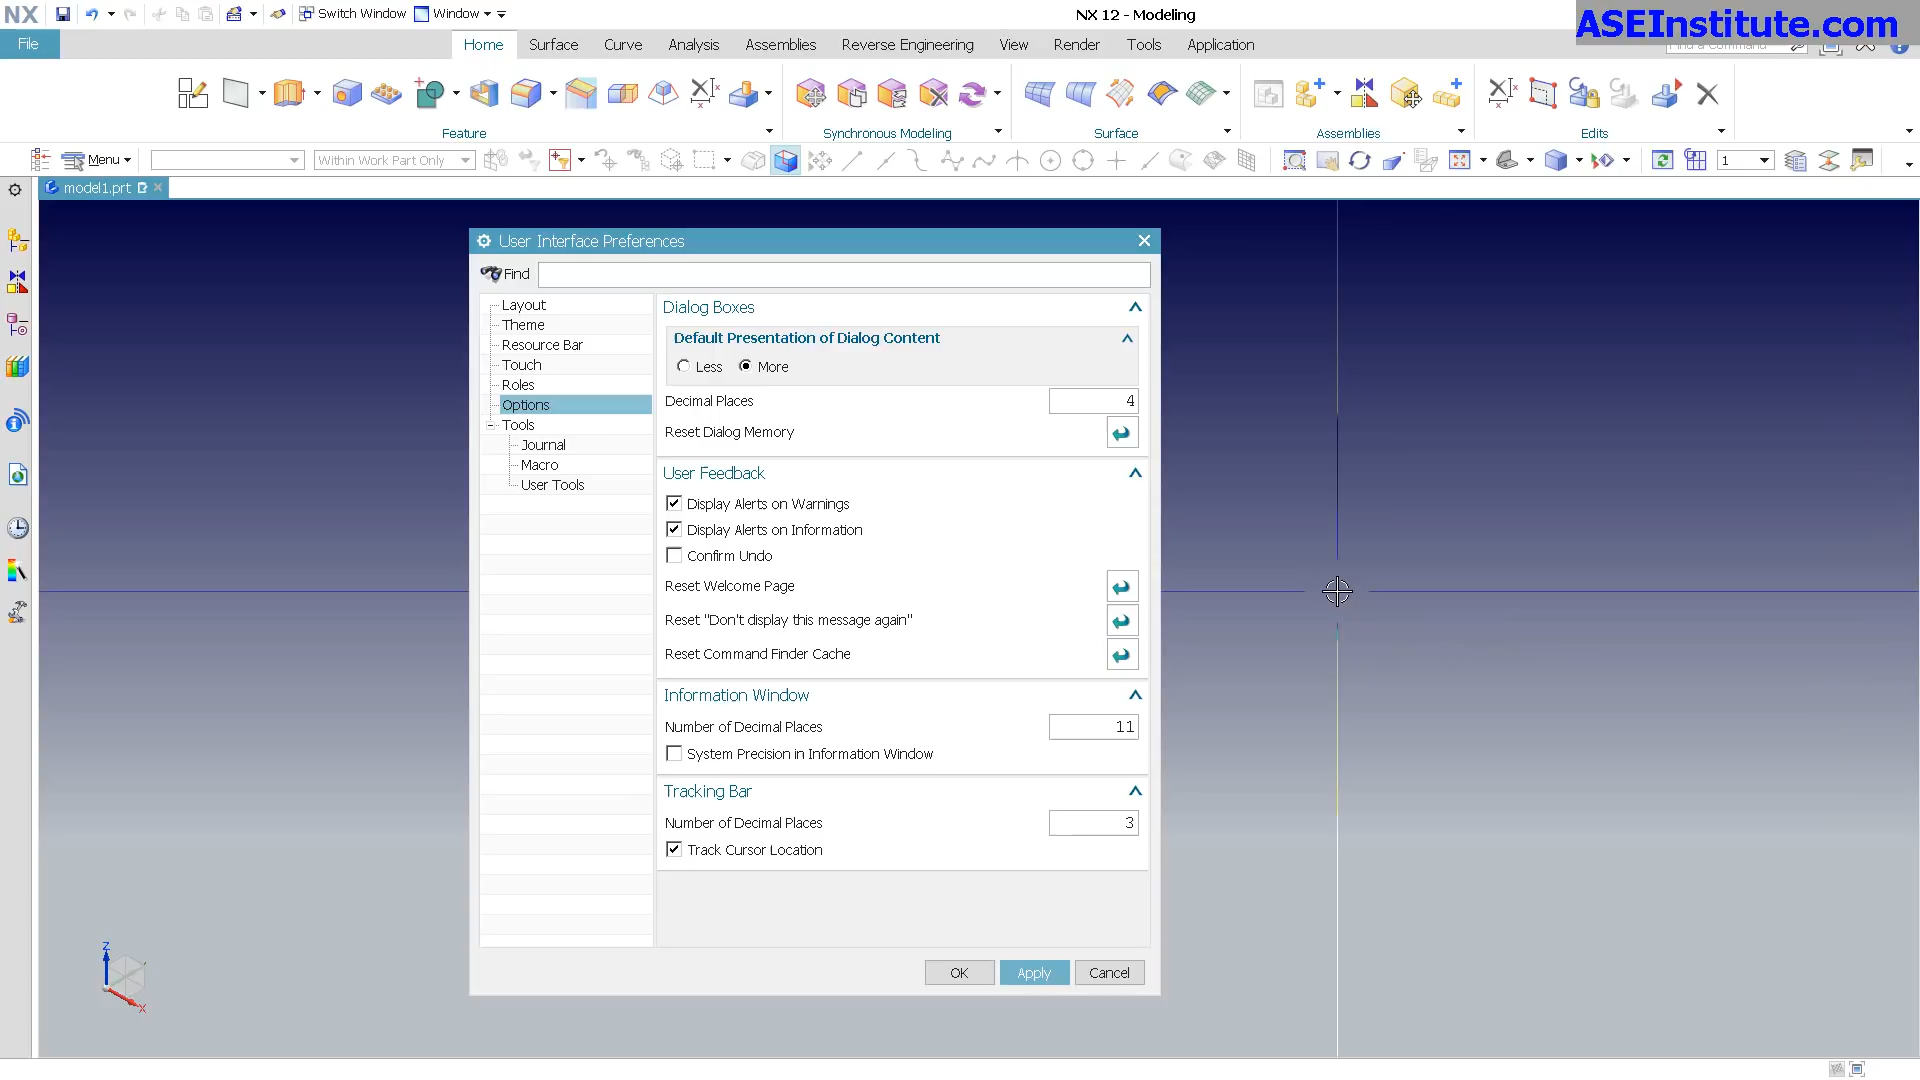 NX
Switch Window
Window
NX 12 - Modeling
ASEInstitute.com
File
Home
Surface
Curve
Analysis
Assemblies
Reverse Engineering
View
Render
Tools
Application
Find a Command
Feature
Synchronous Modeling
Surface
Assemblies
Edits
Menu
Within Work Part Only
1
model1.prt
User Interface Preferences
Find
Layout
Theme
Resource Bar
Touch
Roles
Options
Tools
Journal
Macro
User Tools
Dialog Boxes
Default Presentation of Dialog Content
Less
More
Decimal Places
4
Reset Dialog Memory
User Feedback
Display Alerts on Warnings
Display Alerts on Information
Confirm Undo
Reset Welcome Page
Reset "Don't display this message again"
Reset Command Finder Cache
Information Window
Number of Decimal Places
11
System Precision in Information Window
Tracking Bar
Number of Decimal Places
3
Track Cursor Location
OK
Apply
Cancel
Z
X